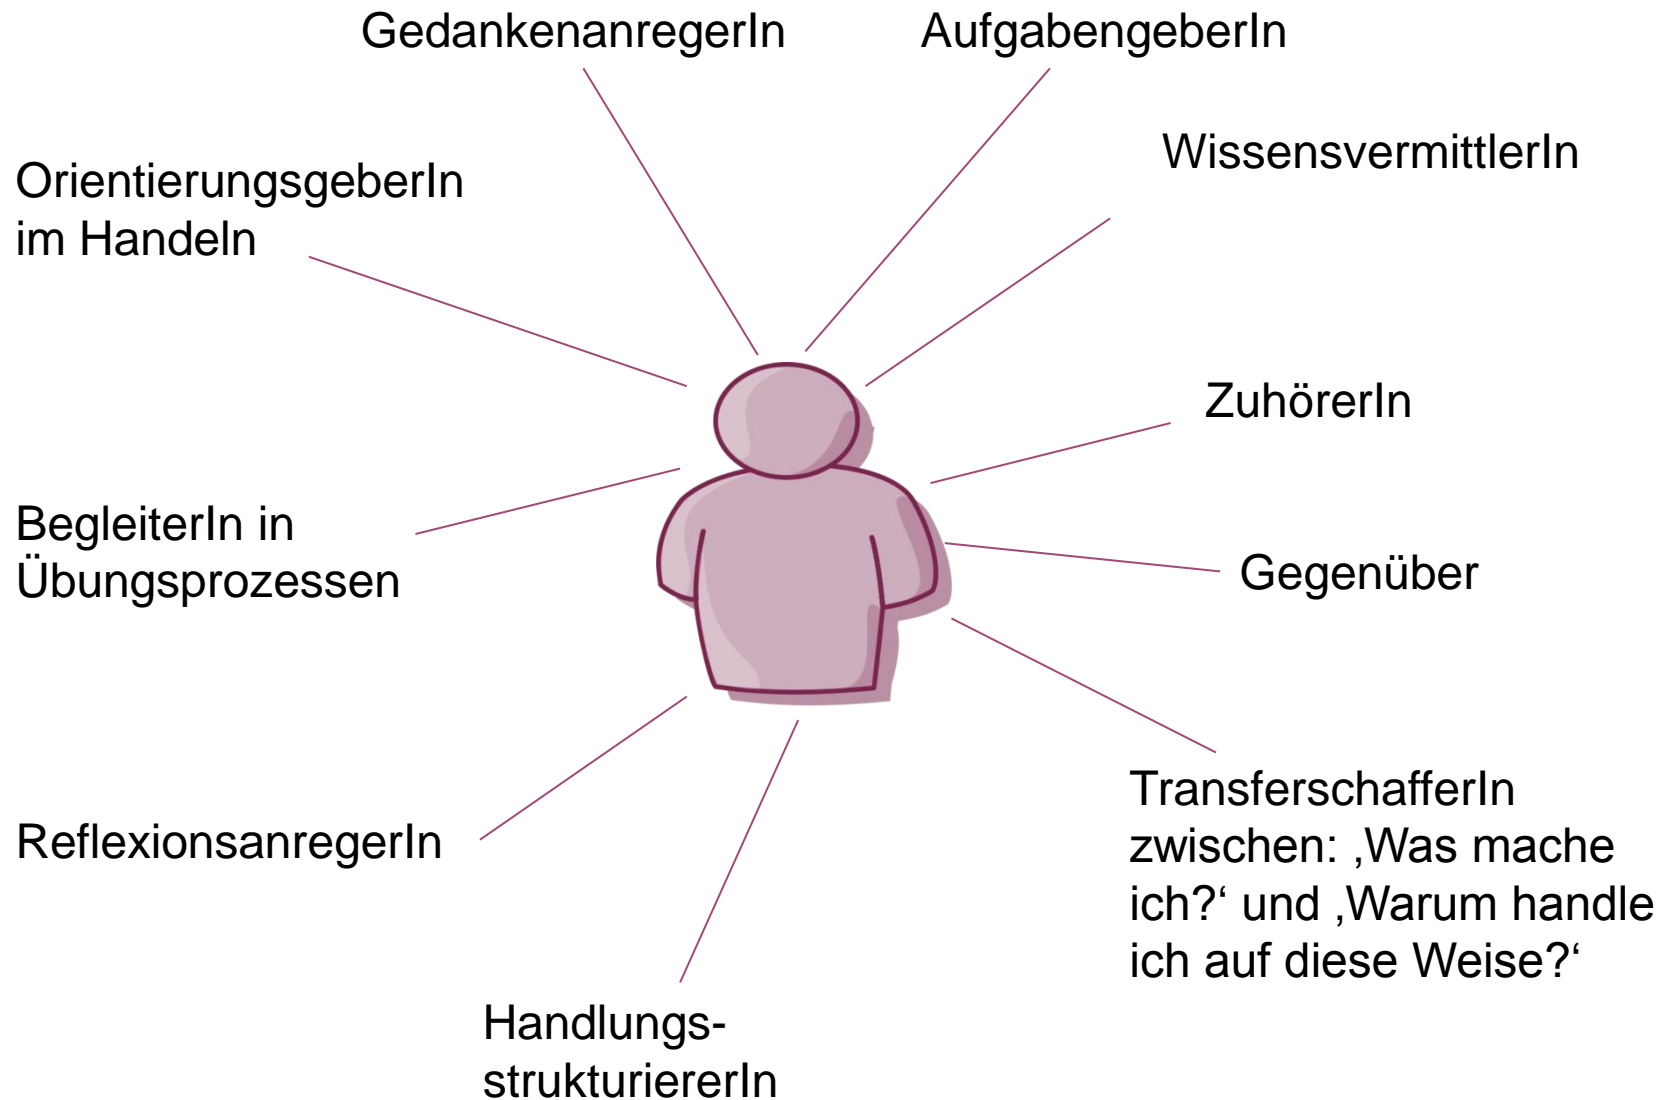 GedankenanregerIn
AufgabengeberIn
WissensvermittlerIn
OrientierungsgeberIn
im Handeln
ZuhörerIn
BegleiterIn in
Übungsprozessen
Gegenüber
TransferschafferIn
zwischen: ‚Was mache
ich?‘ und ‚Warum handle
ich auf diese Weise?‘
ReflexionsanregerIn
Handlungs-
strukturiererIn